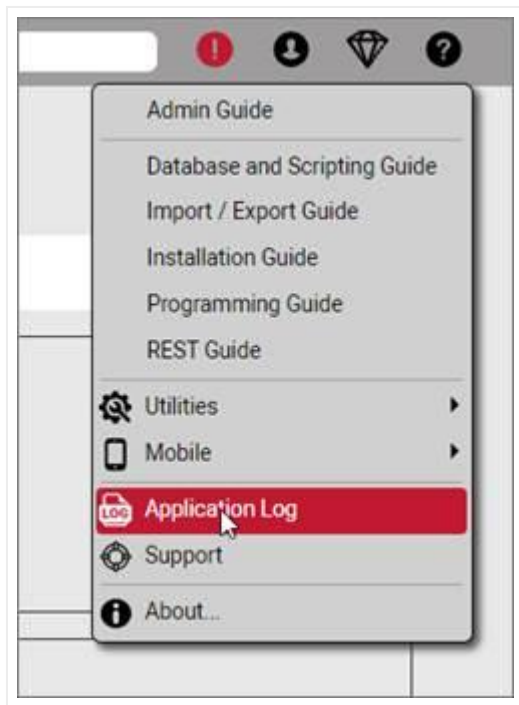 !
?
Admin Guide
Database and Scripting Guide
Import / Export Guide
Installation Guide
Programming Guide
REST Guide
Utilities
Mobile
LOG Application Log
Support
i About...